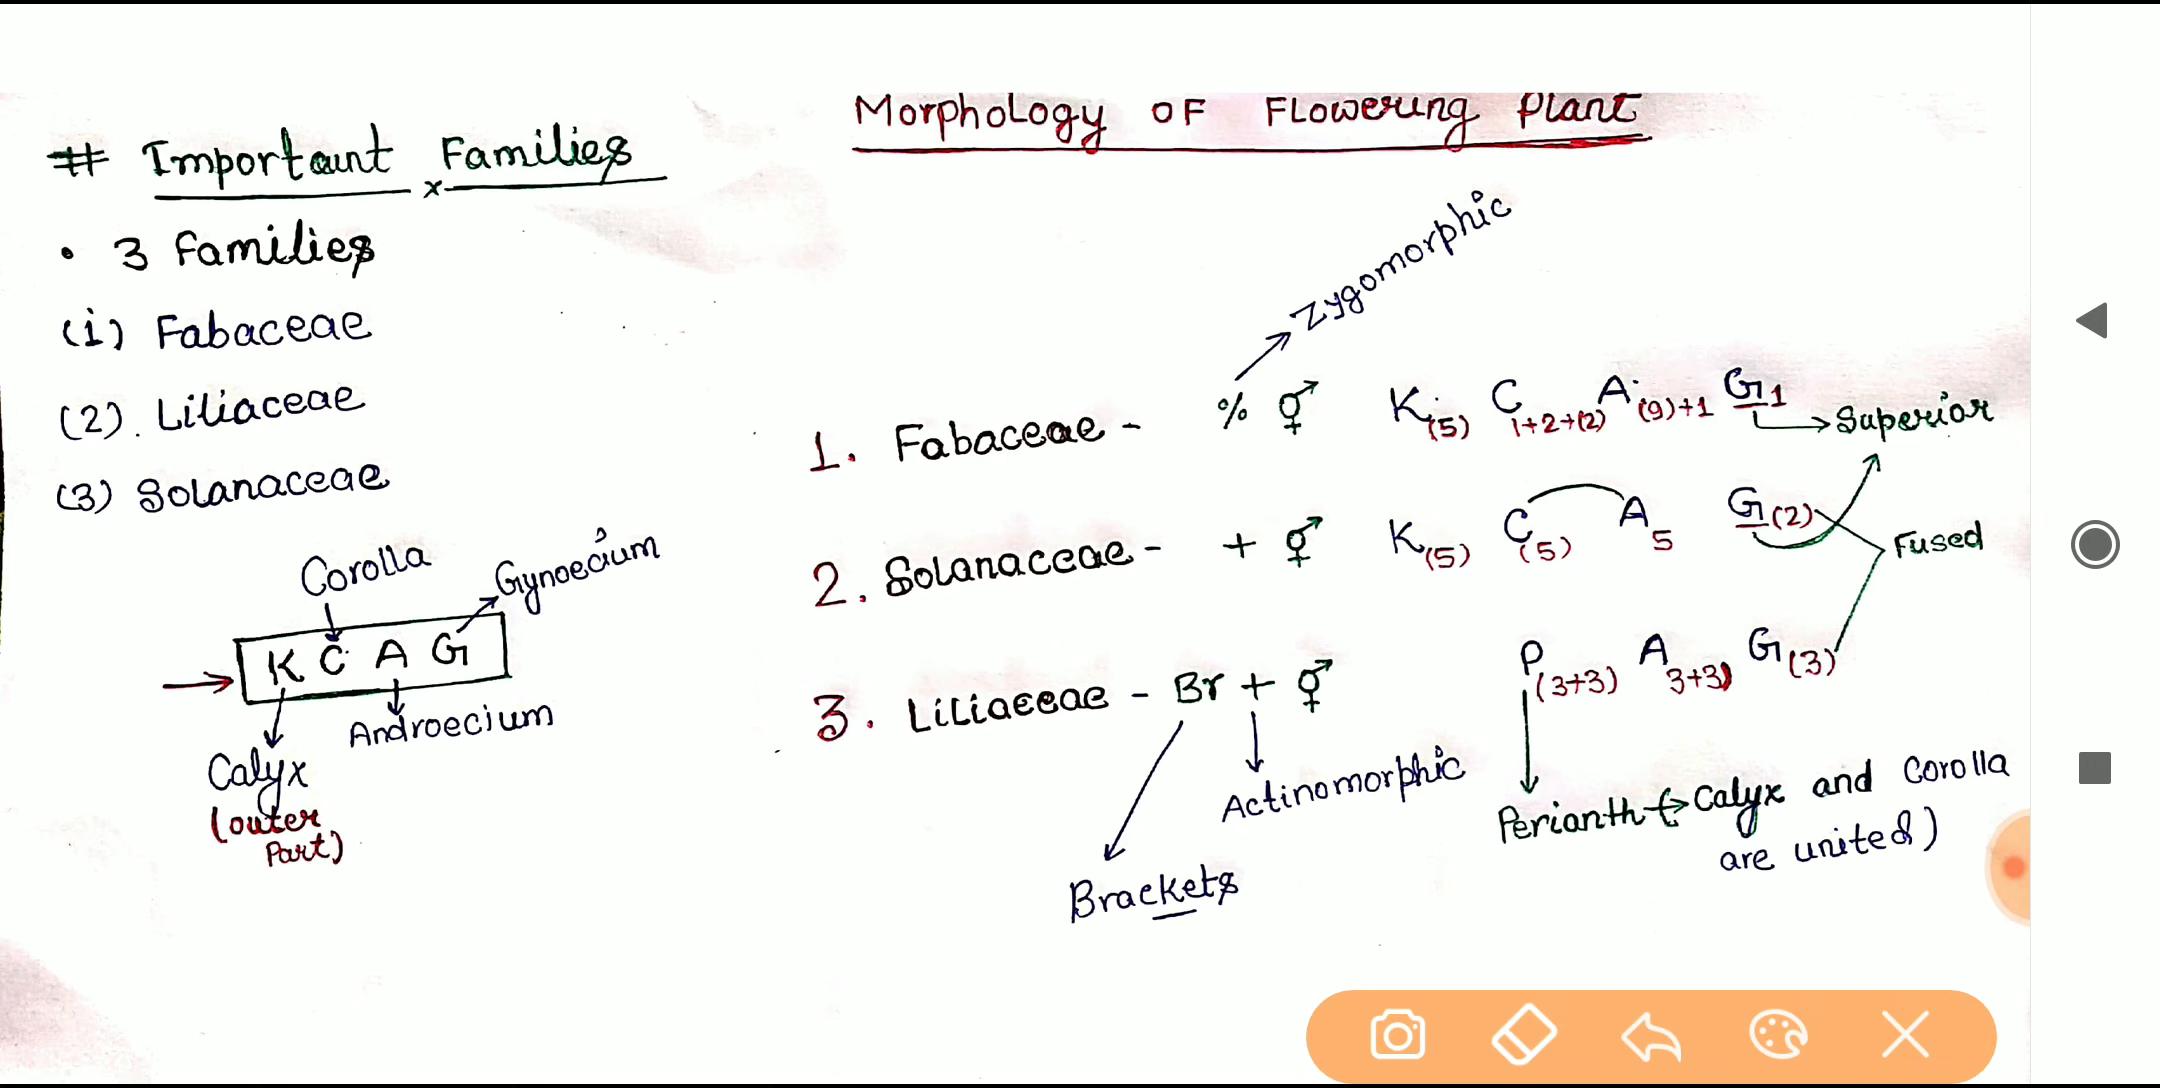 Morphology OF Flowering Plant
# Important Families
• 3 Families
(i) Fabaceae
(2). Liliaceae
(3) Solanaceae
Corolla
Gynoecium
K C A G
Calyx
(outer
Part)
Androecium
Zygomorphic
1. Fabaceae - % ⚥ K(5) C1+2+(2) A(9)+1 G1 → Superior
2. Solanaceae - + ⚥ K(5) C(5) A5 G(2) Fused
3. Liliaceae - Br + ⚥ P(3+3) A3+3) G(3)
Brackets
Actinomorphic
Perianth (→ Calyx and Corolla
are united)